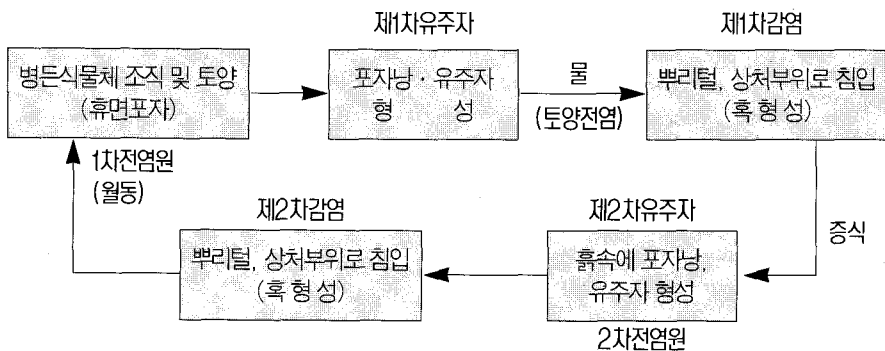 제1차유주자
제1차감염
병든식물체 조직 및 토양
(휴면포자)
포자낭 · 유주자
형 성
물
(토양전염)
뿌리털, 상처부위로 침입
(혹 형성)
1차전염원
(월동)
제2차감염
제2차유주자
증식
뿌리털, 상처부위로 침입
(혹 형성)
흙속에 포자낭,
유주자 형성
2차전염원